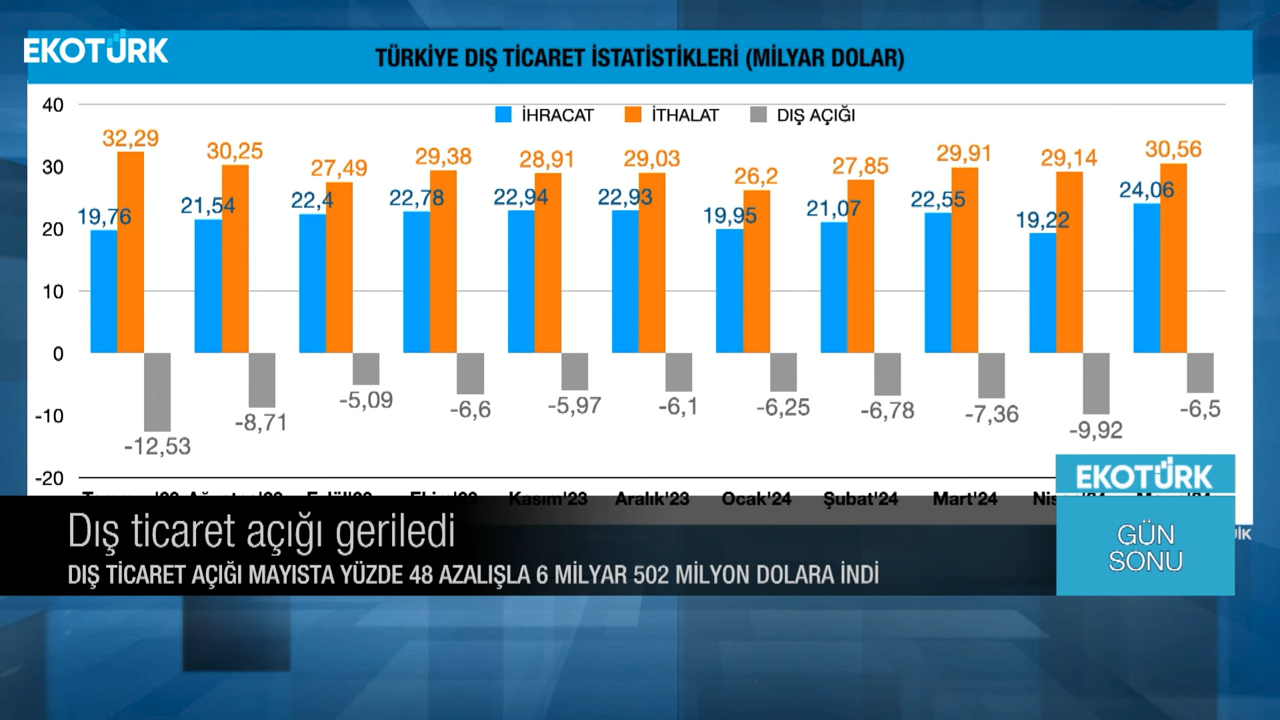 EKOTÜRK
TÜRKİYE DIŞ TİCARET İSTATİSTİKLERİ (MİLYAR DOLAR)
İHRACAT İTHALAT DIŞ AÇIĞI
40
30
20
10
0
-10
-20
32,29 30,25 27,49 29,38 28,91 29,03 26,2 27,85 29,91 29,14 30,56
19,76 21,54 22,4 22,78 22,94 22,93 19,95 21,07 22,55 19,22 24,06
-12,53 -8,71 -5,09 -6,6 -5,97 -6,1 -6,25 -6,78 -7,36 -9,92 -6,5
Kasım'23 Aralık'23 Ocak'24 Şubat'24 Mart'24
EKOTÜRK
GÜN
SONU
Dış ticaret açığı geriledi
DIŞ TİCARET AÇIĞI MAYISTA YÜZDE 48 AZALIŞLA 6 MİLYAR 502 MİLYON DOLARA İNDİ